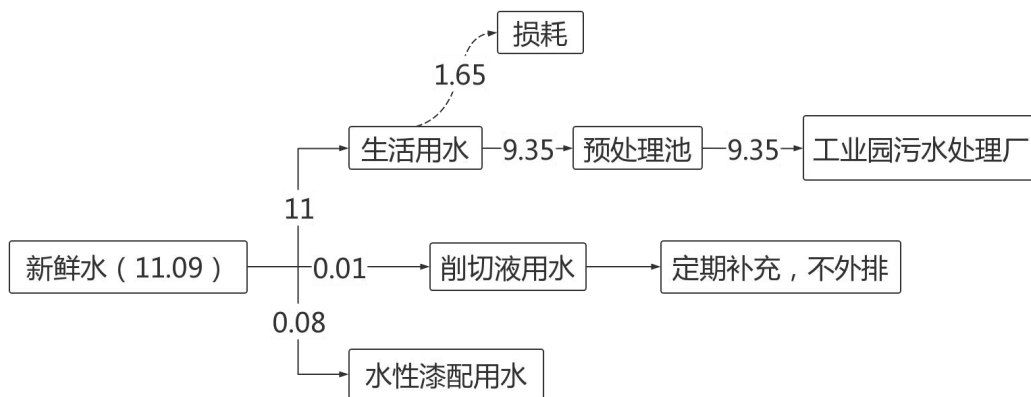 损耗
1.65
生活用水
9.35
预处理池
9.35
工业园污水处理厂
11
新鲜水（11.09）
0.01
削切液用水
定期补充，不外排
0.08
水性漆配用水